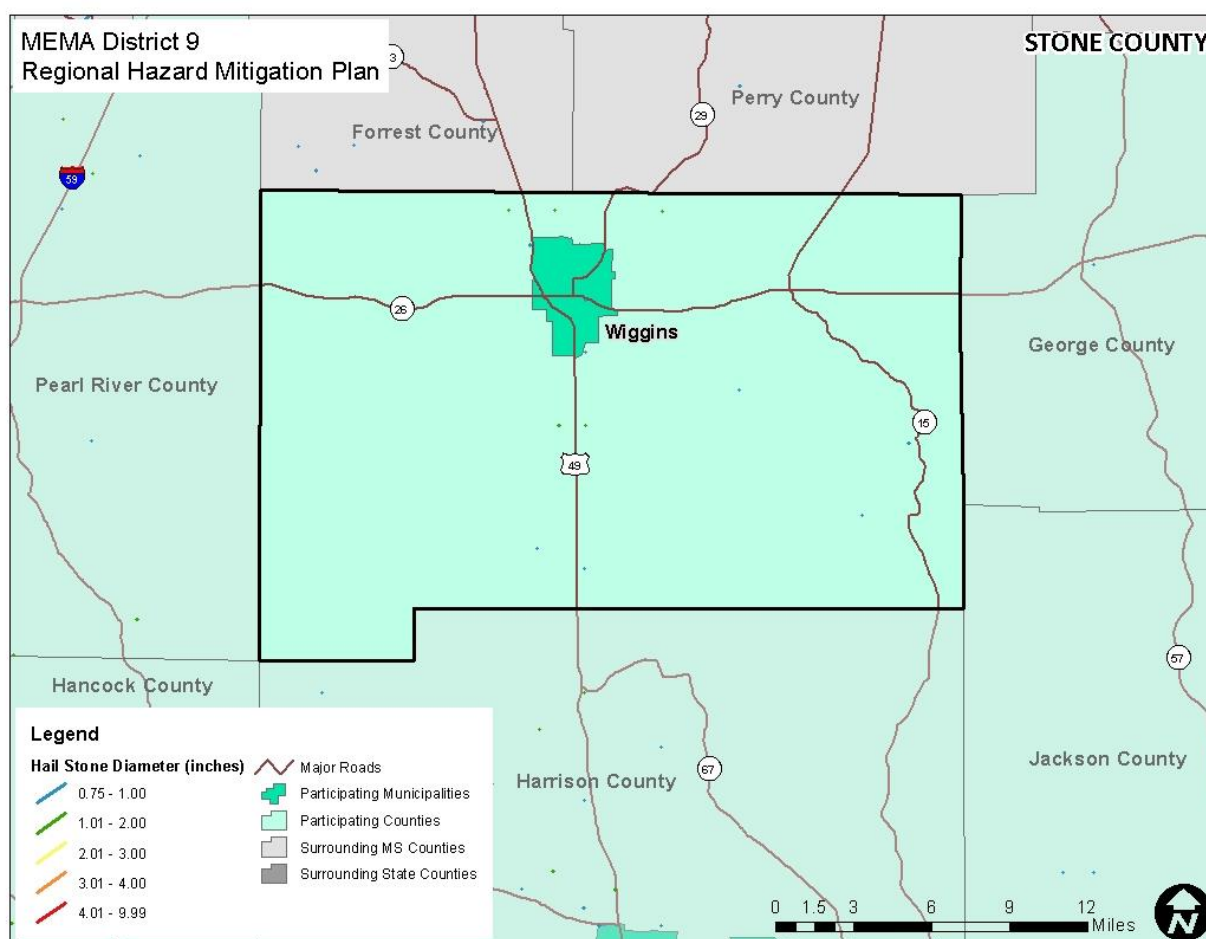 MEMA District 9
Regional Hazard Mitigation Plan
STONE COUNTY
3
Perry County
29
Forrest County
59
26
Wiggins
George County
Pearl River County
15
49
57
Hancock County
Legend
Hail Stone Diameter (inches)
0.75 - 1.00
1.01 - 2.00
2.01 - 3.00
3.01 - 4.00
4.01 - 9.99
Major Roads
Participating Municipalities
Participating Counties
Surrounding MS Counties
Surrounding State Counties
Harrison County
67
Jackson County
0 1.5 3 6 9 12
Miles
N